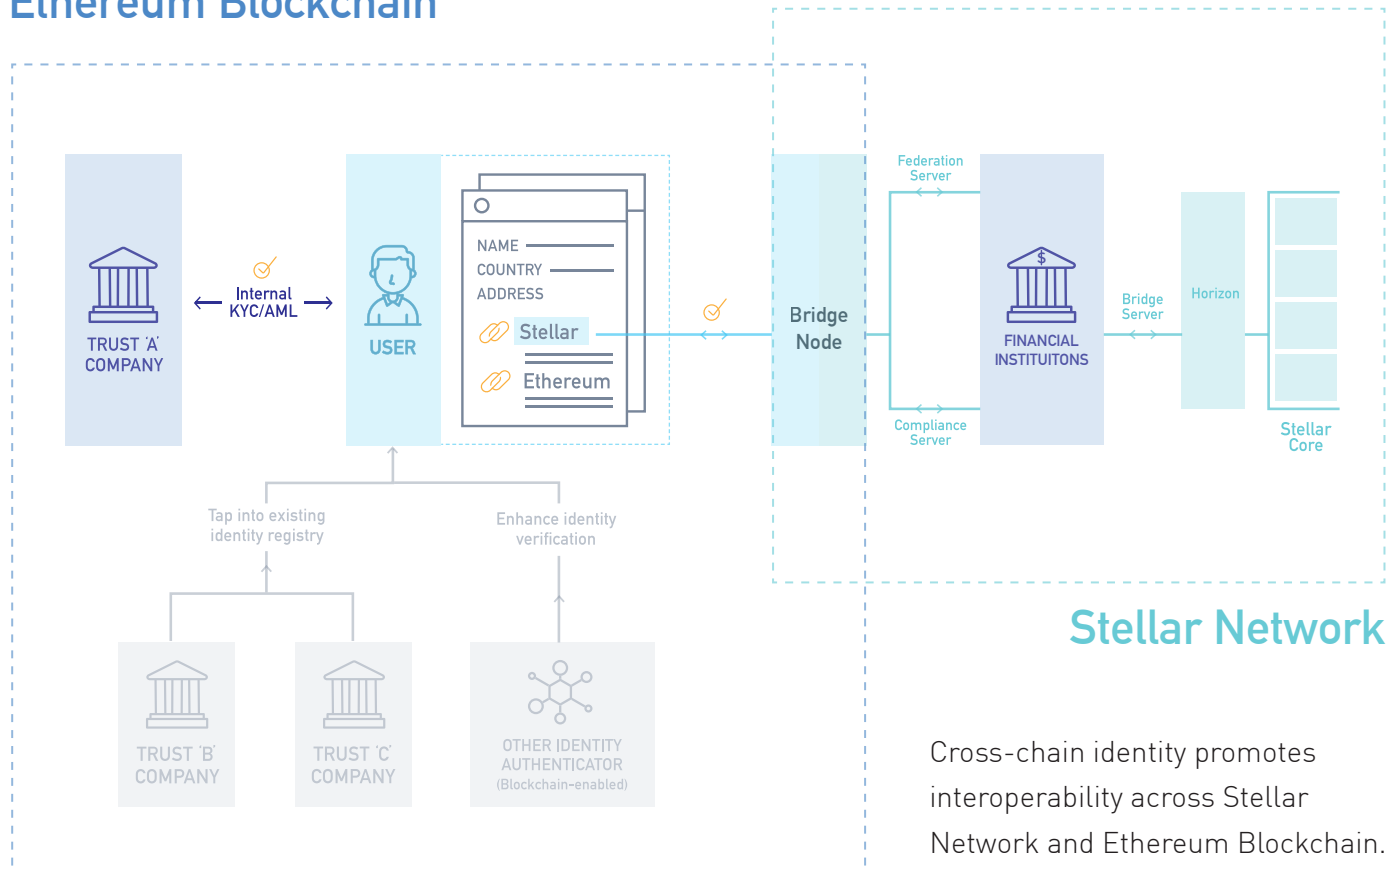 Ethereum Blockchain
TRUST 'A'
COMPANY
Internal
KYC/AML
USER
NAME
COUNTRY
ADDRESS
Stellar
Ethereum
Bridge
Node
Federation
Server
Compliance
Server
FINANCIAL
INSTITUITONS
Bridge
Server
Horizon
Stellar
Core
Tap into existing
identity registry
Enhance identity
verification
TRUST 'B'
COMPANY
TRUST 'C'
COMPANY
OTHER IDENTITY
AUTHENTICATOR
(Blockchain-enabled)
Stellar Network
Cross-chain identity promotes
interoperability across Stellar
Network and Ethereum Blockchain.
$